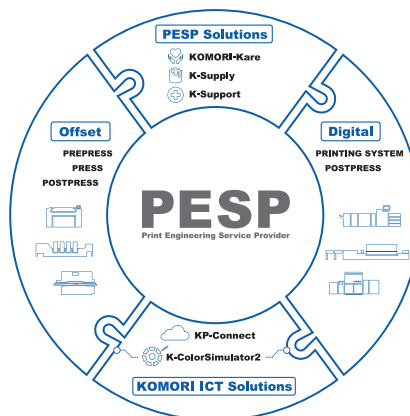 PESP Solutions
KOMORI-Kare
K-Supply
K-Support
Offset
PREPRESS
PRESS
POSTPRESS
Digital
PRINTING SYSTEM
POSTPRESS
PESP
Print Engineering Service Provider
KP-Connect
K-ColorSimulator2
KOMORI ICT Solutions